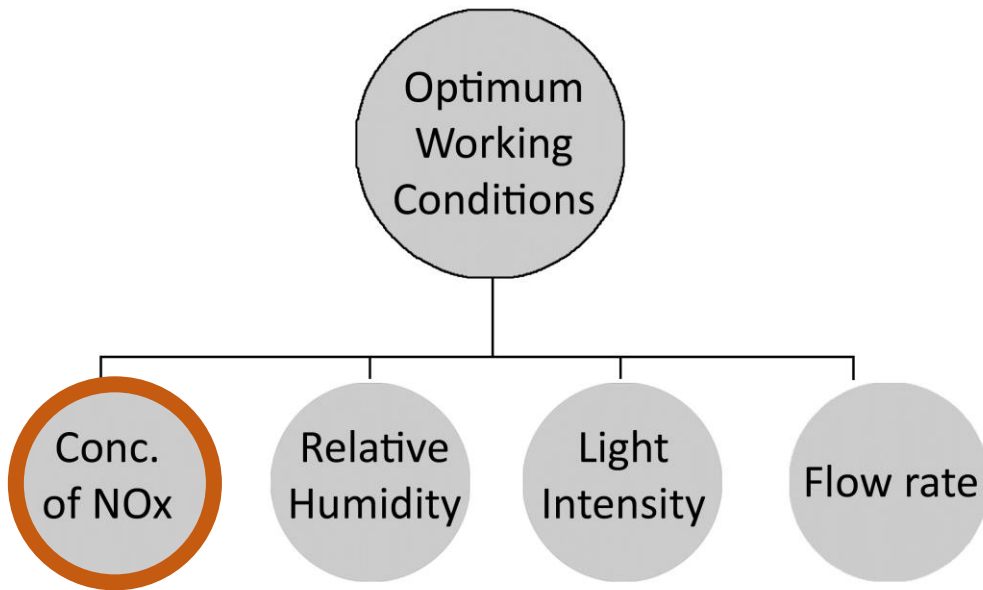 Optimum
Working
Conditions
Conc.
of NOx
Relative
Humidity
Light
Intensity
Flow rate